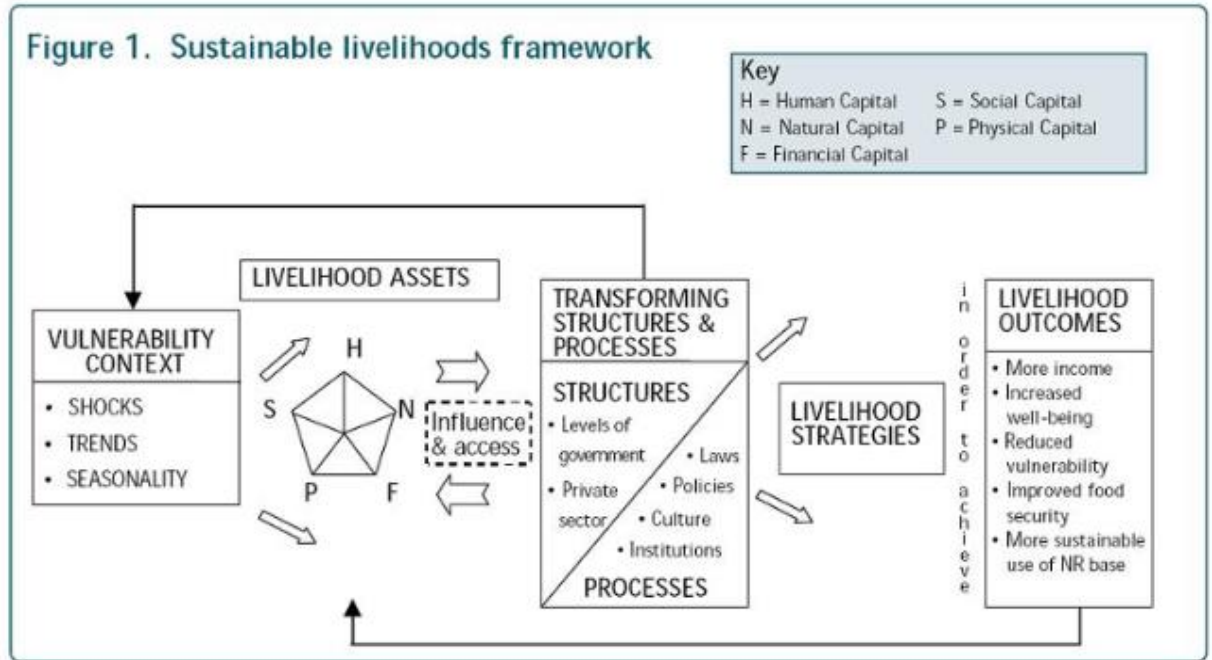 Figure 1. Sustainable livelihoods framework
Key
H = Human Capital S = Social Capital
N = Natural Capital P = Physical Capital
F = Financial Capital
LIVELIHOOD ASSETS
VULNERABILITY
CONTEXT
• SHOCKS
• TRENDS
• SEASONALITY
H
S
N
P
F
Influence
& access
TRANSFORMING
STRUCTURES &
PROCESSES
STRUCTURES
• Levels of
government
• Private
sector
• Laws
• Policies
• Culture
• Institutions
PROCESSES
LIVELIHOOD
STRATEGIES
in order to achieve
LIVELIHOOD
OUTCOMES
• More income
• Increased
well-being
• Reduced
vulnerability
• Improved food
security
• More sustainable
use of NR base